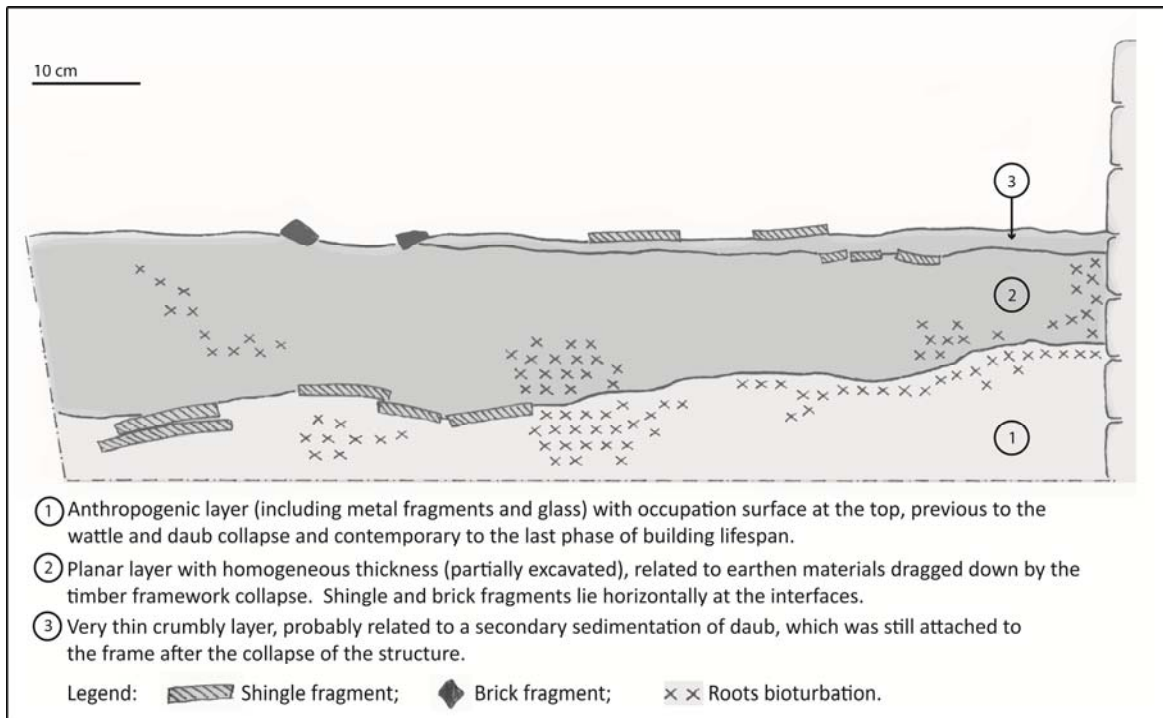 10 cm
3
2
1
1 Anthropogenic layer (including metal fragments and glass) with occupation surface at the top, previous to the
wattle and daub collapse and contemporary to the last phase of building lifespan.
2 Planar layer with homogeneous thickness (partially excavated), related to earthen materials dragged down by the
timber framework collapse. Shingle and brick fragments lie horizontally at the interfaces.
3 Very thin crumbly layer, probably related to a secondary sedimentation of daub, which was still attached to
the frame after the collapse of the structure.
Legend: Shingle fragment; Brick fragment; Roots bioturbation.